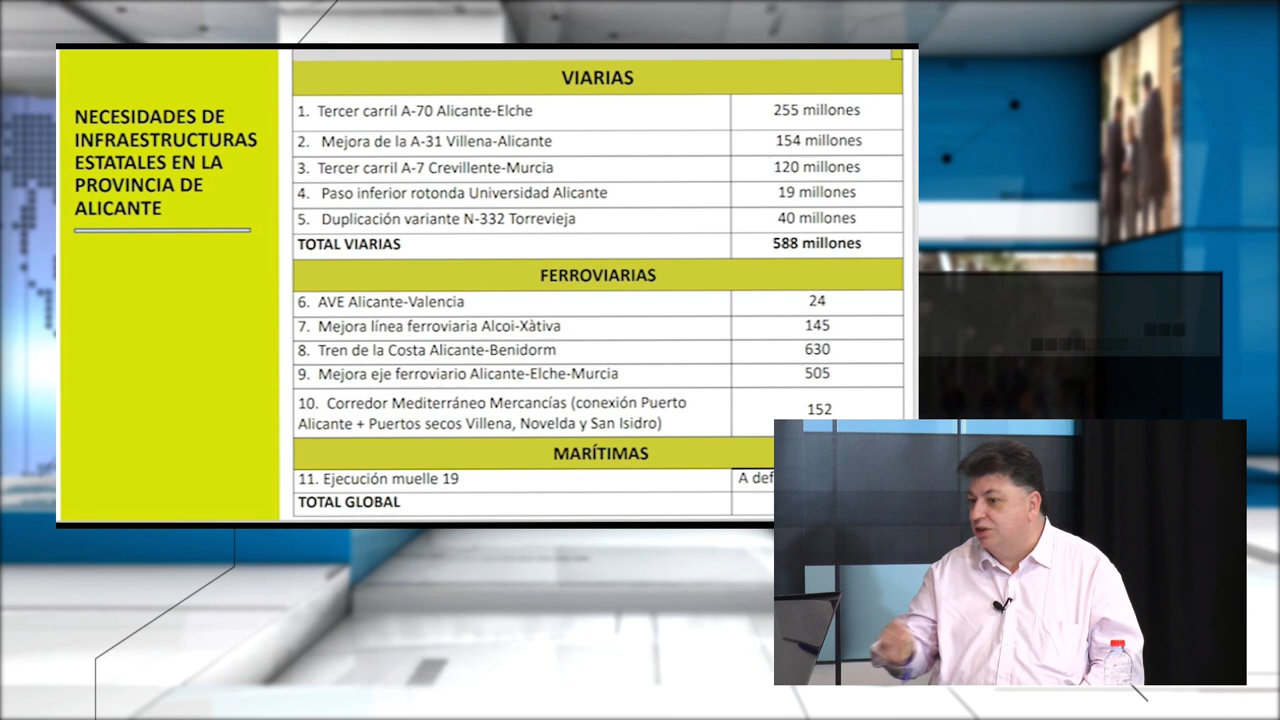 NECESIDADES DE
INFRAESTRUCTURAS
ESTATALES EN LA
PROVINCIA DE
ALICANTE
VIARIAS
1. Tercer carril A-70 Alicante-Elche 255 millones
2. Mejora de la A-31 Villena-Alicante 154 millones
3. Tercer carril A-7 Crevillente-Murcia 120 millones
4. Paso inferior rotonda Universidad Alicante 19 millones
5. Duplicación variante N-332 Torrevieja 40 millones
TOTAL VIARIAS 588 millones
FERROVIARIAS
6. AVE Alicante-Valencia 24
7. Mejora línea ferroviaria Alcoi-Xàtiva 145
8. Tren de la Costa Alicante-Benidorm 630
9. Mejora eje ferroviario Alicante-Elche-Murcia 505
10. Corredor Mediterráneo Mercancías (conexión Puerto
Alicante + Puertos secos Villena, Novelda y San Isidro) 152
MARÍTIMAS
11. Ejecución muelle 19 A def
TOTAL GLOBAL